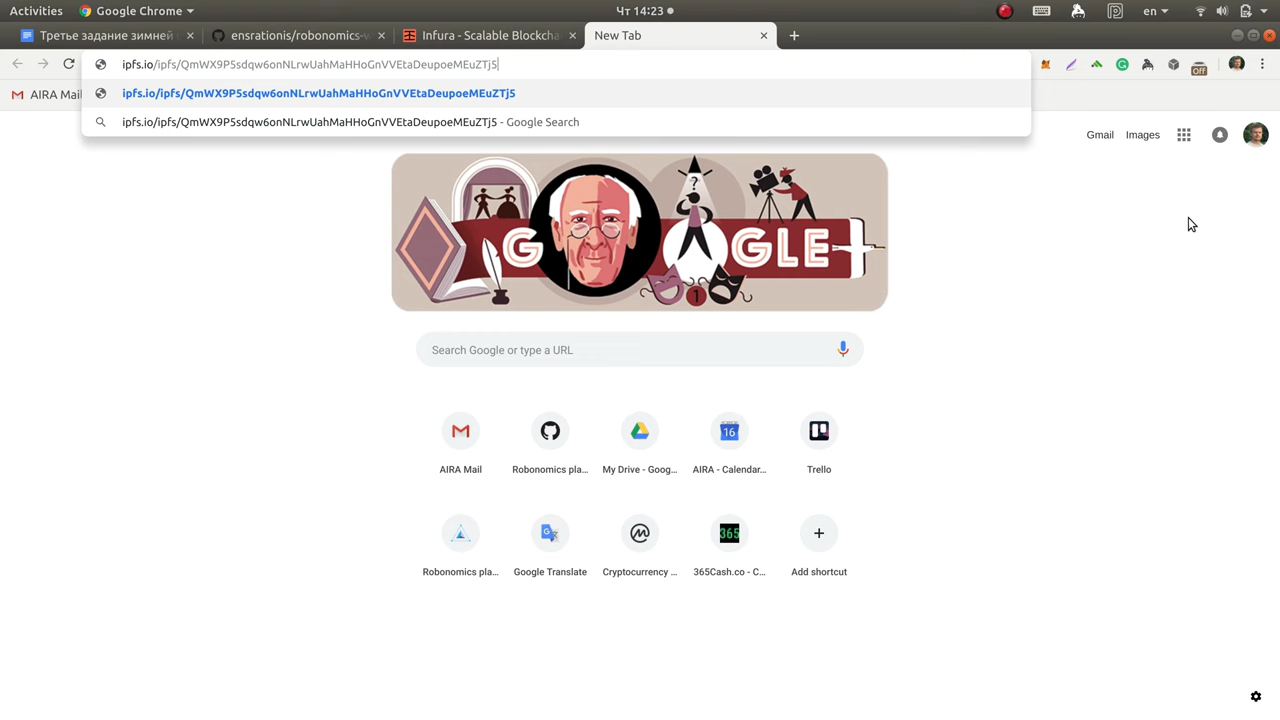 Activities Google Chrome Чт 14:23 en
Третье задание зимней ensrationis/robonomics-w Infura - Scalable Blockcha New Tab
ipfs.io/ipfs/QmWX9P5sdqw6onNLrwUahMaHHoGnVVEtaDeupoeMEuZTj5
Off
AIRA Mail
ipfs.io/ipfs/QmWX9P5sdqw6onNLrwUahMaHHoGnVVEtaDeupoeMEuZTj5
ipfs.io/ipfs/QmWX9P5sdqw6onNLrwUahMaHHoGnVVEtaDeupoeMEuZTj5 - Google Search
Gmail Images
?
G OGLE
1
Search Google or type a URL
16
AIRA Mail Robonomics pla... My Drive - Goog... AIRA - Calendar... Trello
365
Robonomics pla... Google Translate Cryptocurrency ... 365Cash.co - C... Add shortcut